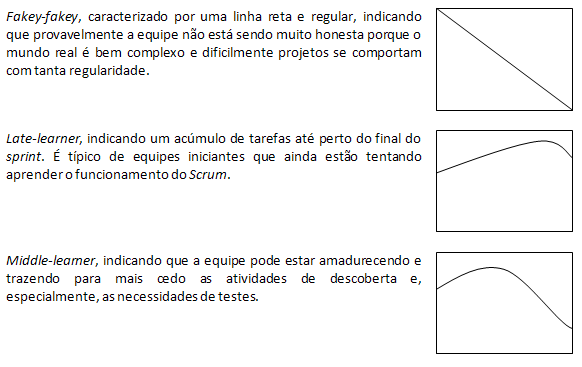 Fakey-fakey, caracterizado por uma linha reta e regular, indicando
que provavelmente a equipe não está sendo muito honesta porque o
mundo real é bem complexo e dificilmente projetos se comportam
com tanta regularidade.
Late-learner, indicando um acúmulo de tarefas até perto do final do
sprint. É típico de equipes iniciantes que ainda estão tentando
aprender o funcionamento do Scrum.
Middle-learner, indicando que a equipe pode estar amadurecendo e
trazendo para mais cedo as atividades de descoberta e,
especialmente, as necessidades de testes.